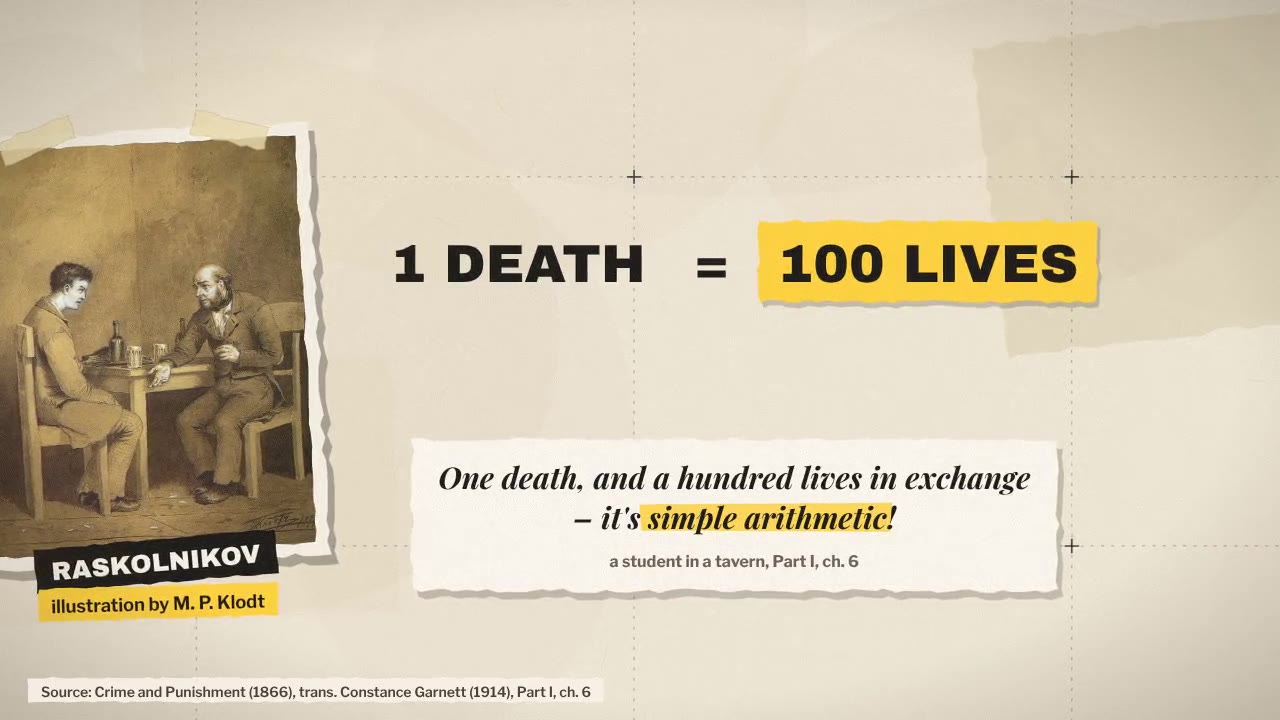 1 DEATH = 100 LIVES
One death, and a hundred lives in exchange
– it's simple arithmetic!
a student in a tavern, Part I, ch. 6
RASKOLNIKOV
illustration by M. P. Klodt
Source: Crime and Punishment (1866), trans. Constance Garnett (1914), Part I, ch. 6